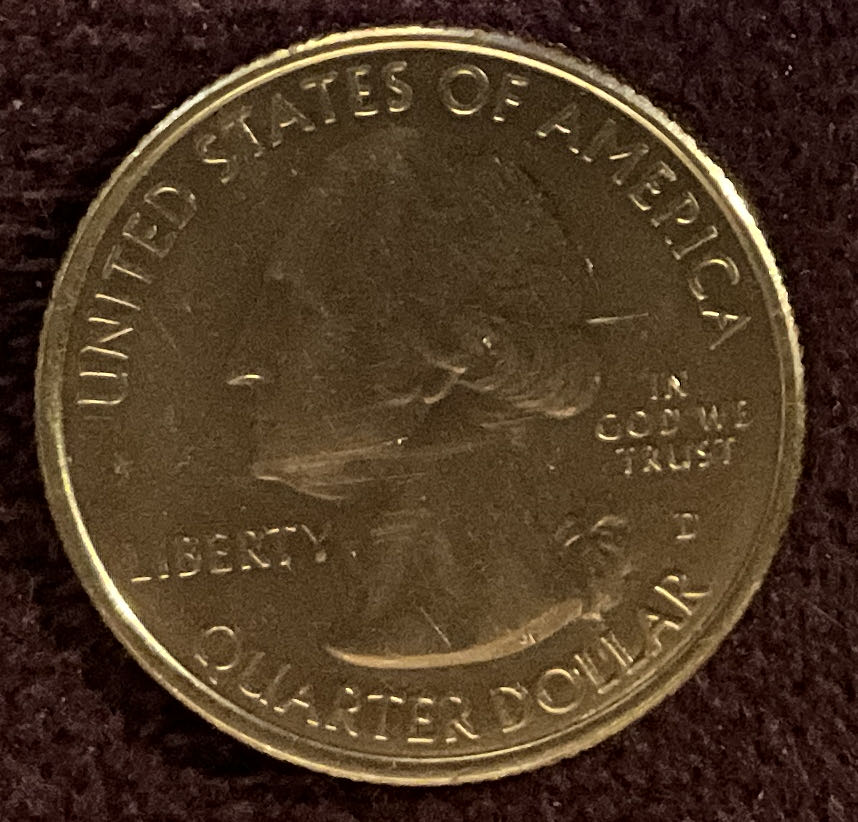 UNITED STATES OF AMERICA
IN
GOD WE
TRUST
LIBERTY
D
QUARTER DOLLAR